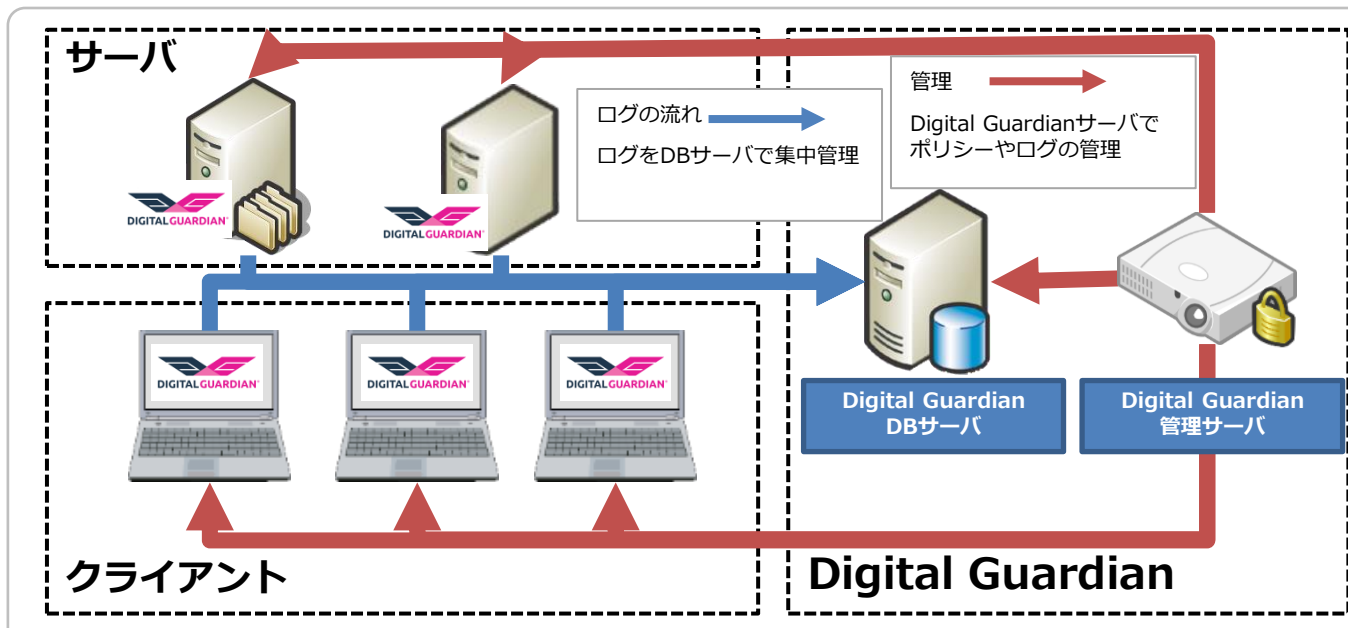 サーバ
ログの流れ
ログをDBサーバで集中管理
管理
Digital Guardianサーバで
ポリシーやログの管理
DIGITALGUARDIAN
DIGITALGUARDIAN
DIGITALGUARDIAN
DIGITALGUARDIAN
DIGITALGUARDIAN
Digital Guardian
DBサーバ
Digital Guardian
管理サーバ
クライアント
Digital Guardian